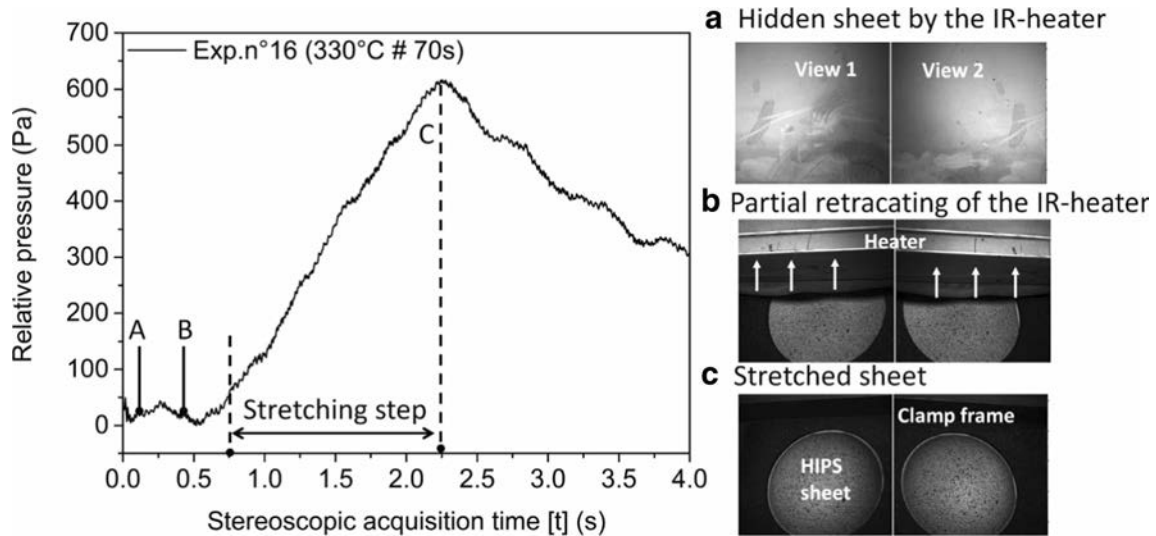 700
600
500
400
300
200
100
0
Relative pressure (Pa)
Exp.n°16 (330°C # 70s)
A
B
C
Stretching step
0.0 0.5 1.0 1.5 2.0 2.5 3.0 3.5 4.0
Stereoscopic acquisition time [t] (s)
a Hidden sheet by the IR-heater
View 1 View 2
b Partial retracating of the IR-heater
Heater
c Stretched sheet
Clamp frame
HIPS
sheet